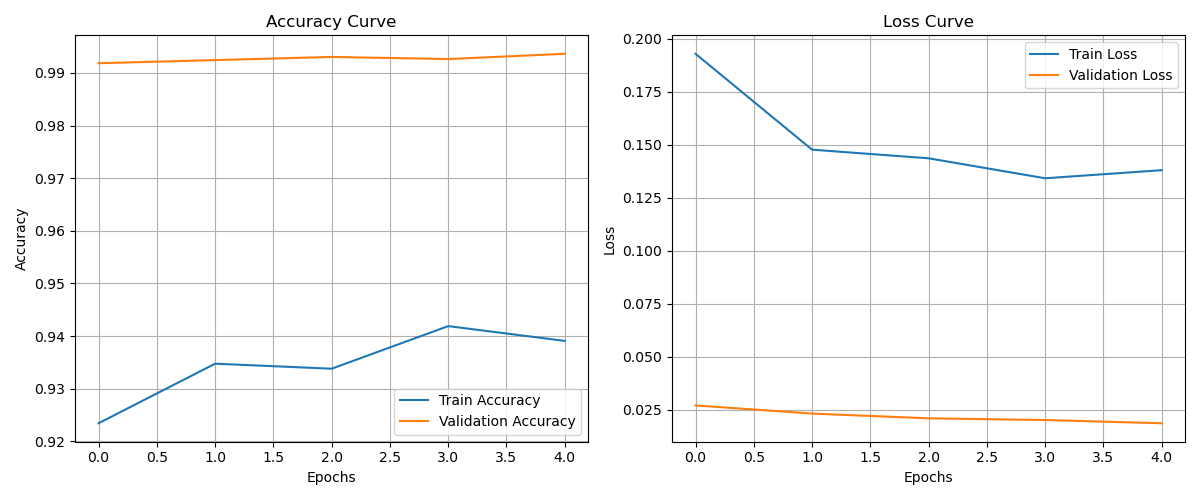 Accuracy Curve
0.99
0.98
0.97
0.96
0.95
0.94
0.93
0.92
Accuracy
0.0 0.5 1.0 1.5 2.0 2.5 3.0 3.5 4.0
Epochs
Train Accuracy
Validation Accuracy
Loss Curve
0.200
0.175
0.150
0.125
0.100
0.075
0.050
0.025
Loss
0.0 0.5 1.0 1.5 2.0 2.5 3.0 3.5 4.0
Epochs
Train Loss
Validation Loss